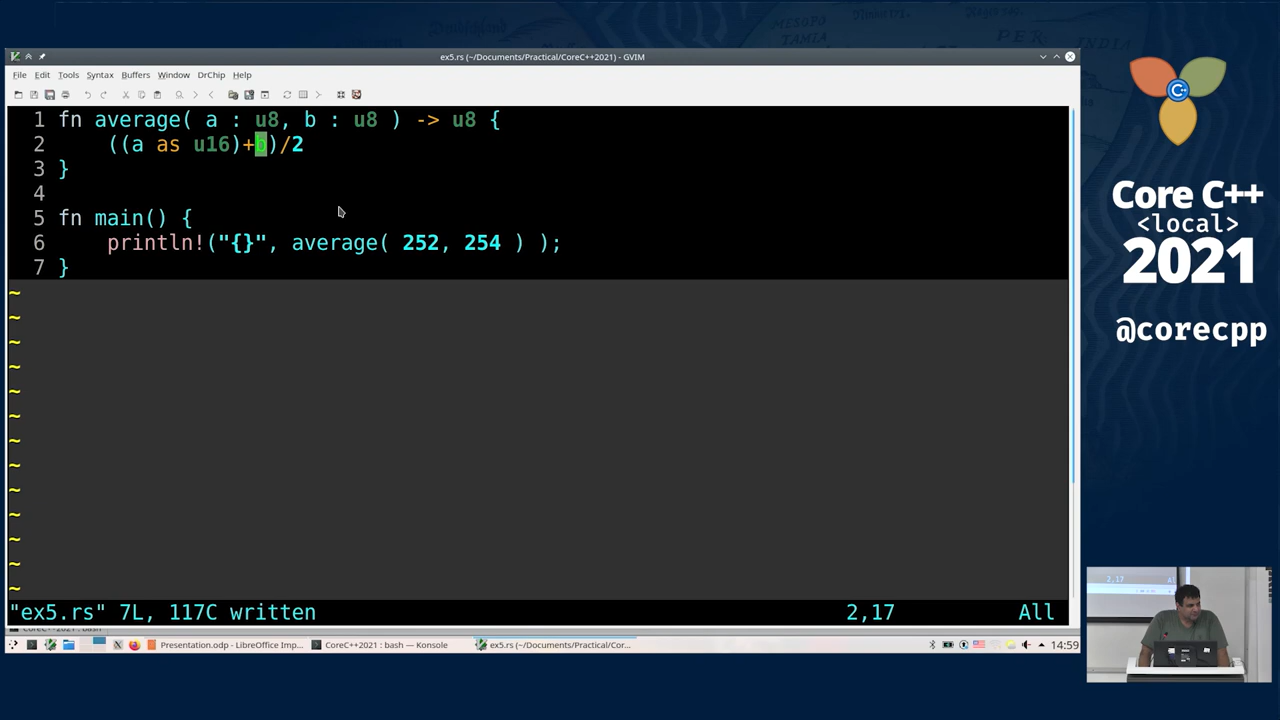 ex5.rs (~/Documents/Practical/CoreC++2021) - GVIM
File Edit Tools Syntax Buffers Window DrChip Help
1 fn average( a : u8, b : u8 ) -> u8 {
2 ((a as u16)+b)/2
3 }
4
5 fn main() {
6 println!("{}", average( 252, 254 ) );
7 }
~
~
~
~
~
~
~
~
~
~
~
~
~
"ex5.rs" 7L, 117C written 2,17 All
Presentation.odp - LibreOffice Imp... CoreC++2021 : bash — Konsole ex5.rs (~/Documents/Practical/Cor... 14:59
C++
Core C++
<local>
2021
@corecpp
2,17